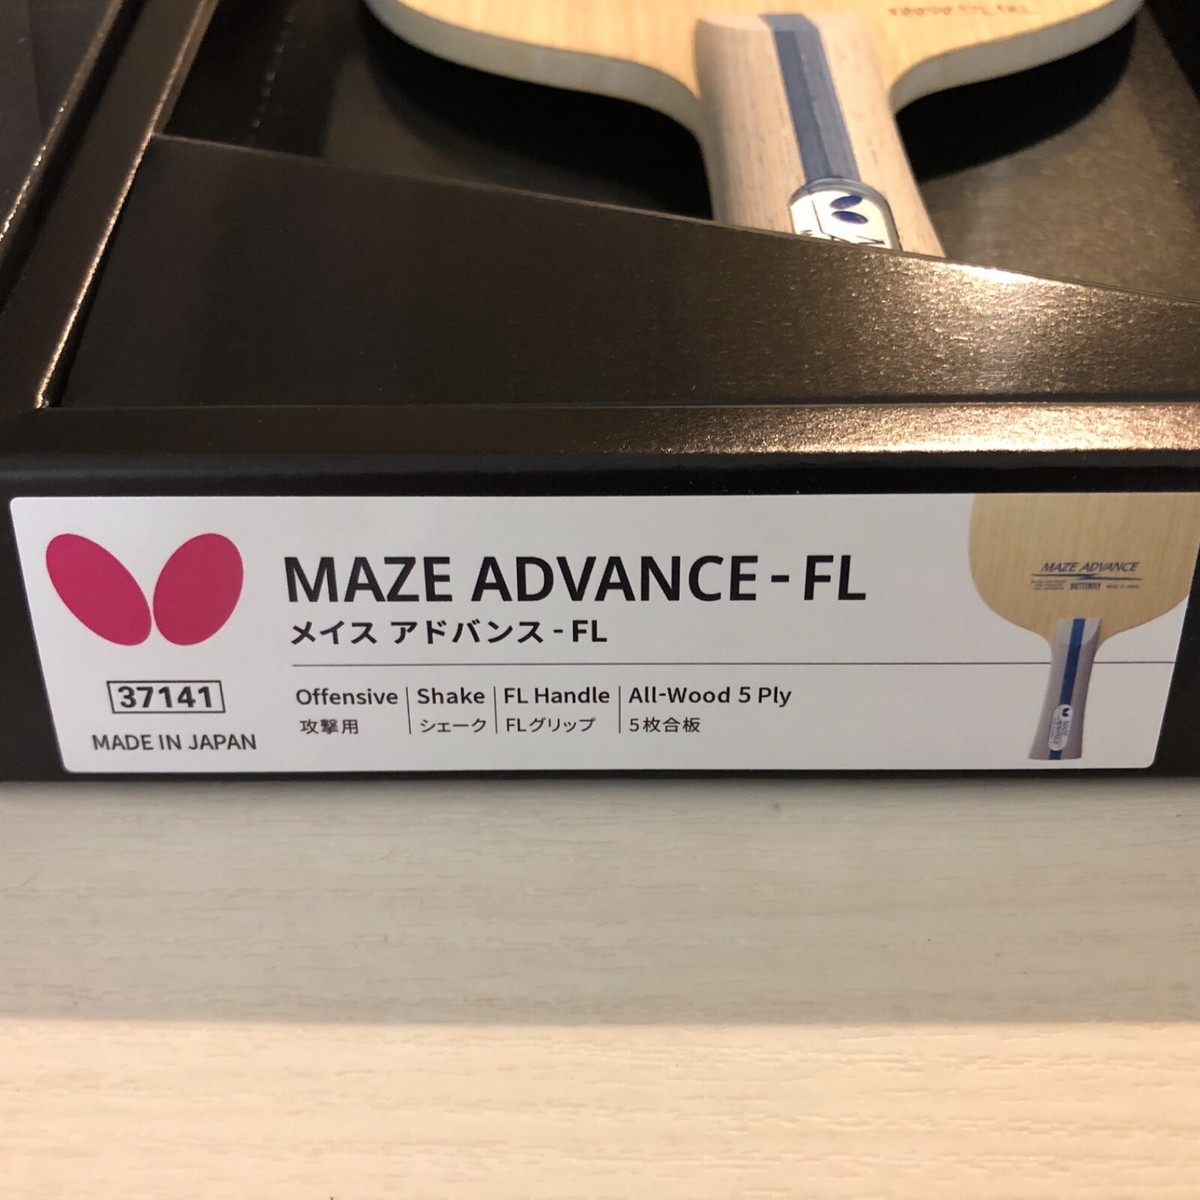 MAZE ADVANCE-FL
メイス アドバンス-FL
37141
MADE IN JAPAN
Offensive | Shake | FL Handle | All-Wood 5 Ply
攻撃用 | シェーク | FLグリップ | 5枚合板
MAZE ADVANCE
BUTTERFLY